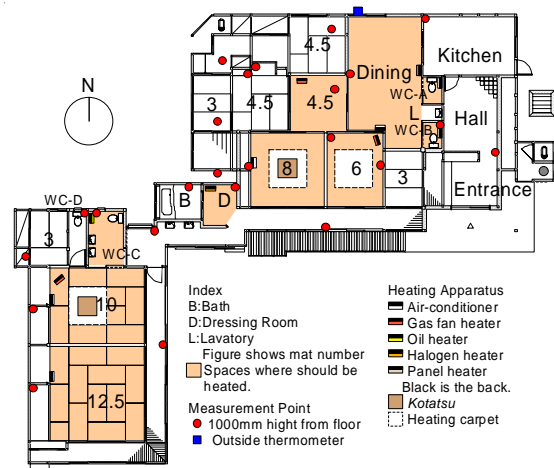 4.5
Kitchen
Dining
N
WC-A
3
4.5
4.5
L
Hall
WC-B
8
6
3
Entrance
B
D
WC-D
3
WC-C
10
12.5
Index
B:Bath
D:Dressing Room
L:Lavatory
Figure shows mat number
Spaces where should be
heated.
Measurement Point
1000mm hight from floor
Outside thermometer
Heating Apparatus
Air-conditioner
Gas fan heater
Oil heater
Halogen heater
Panel heater
Black is the back.
Kotatsu
Heating carpet